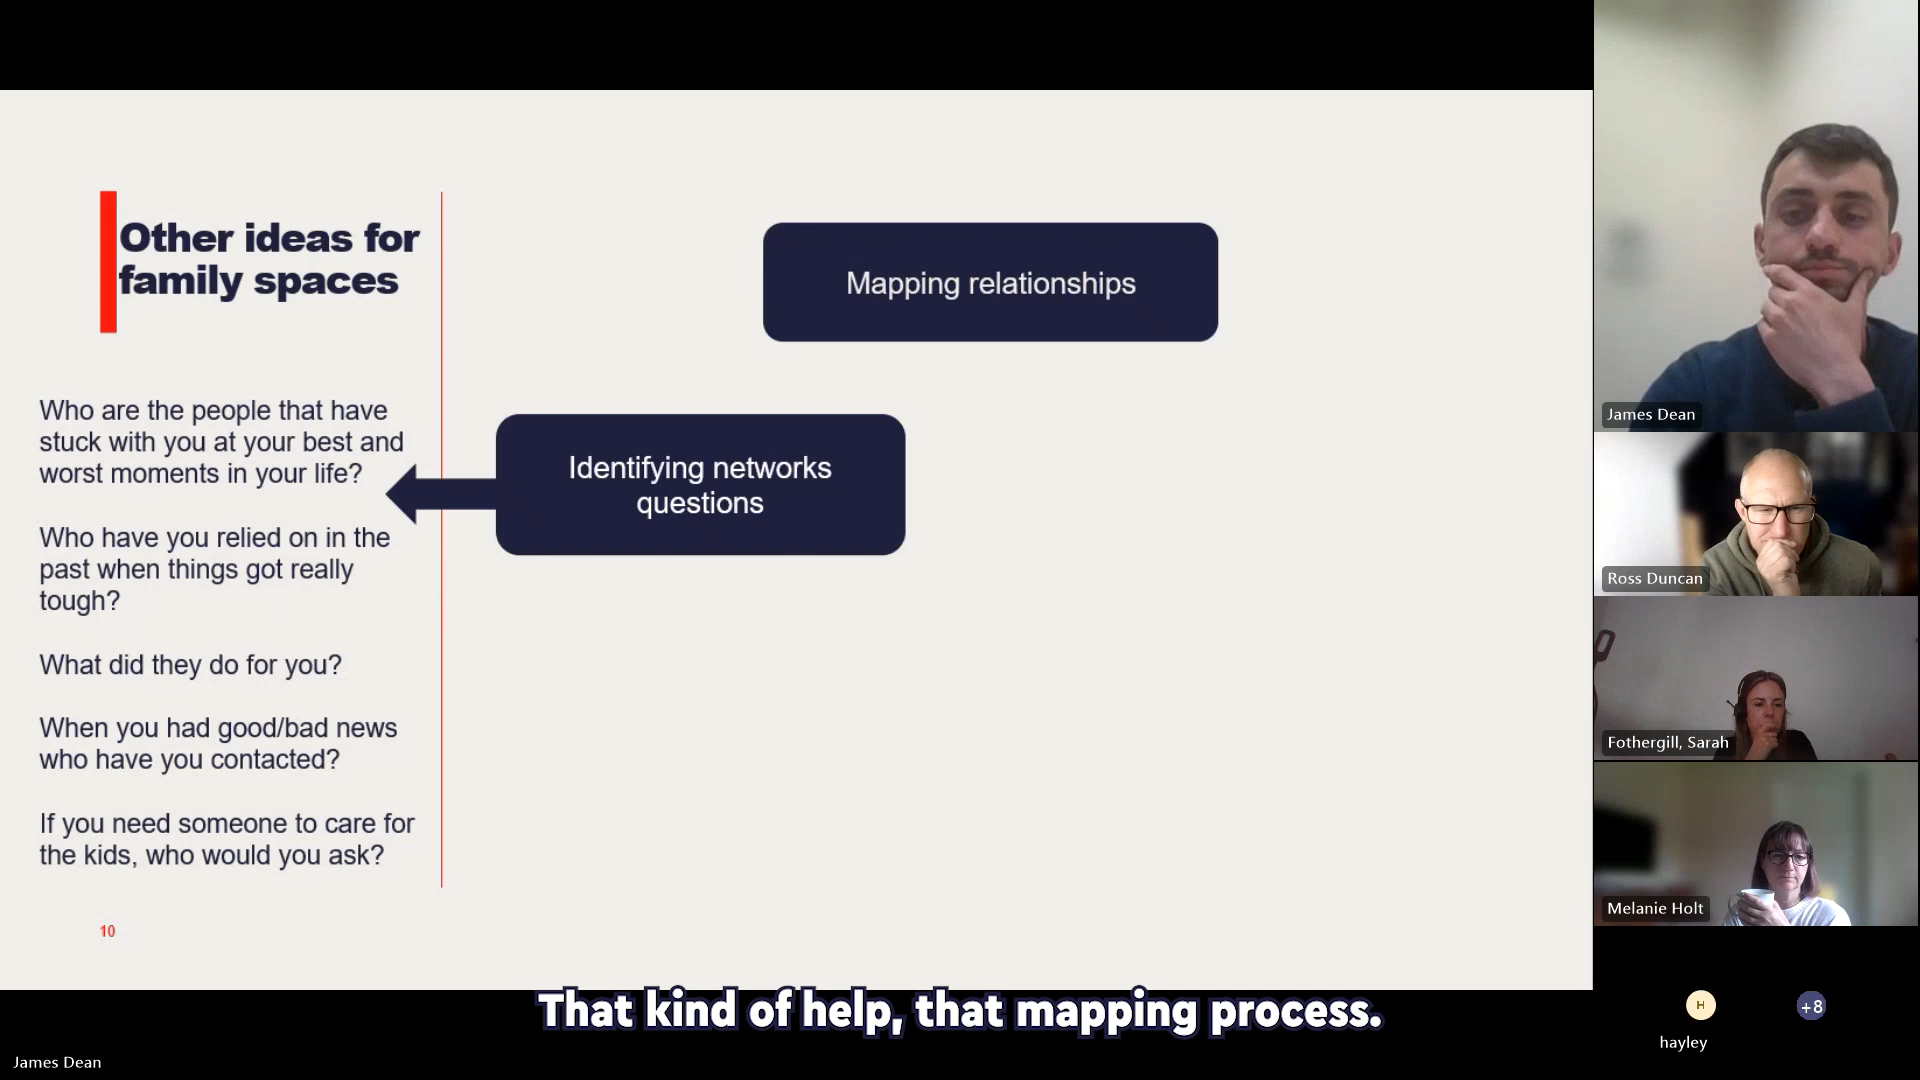 Other ideas for
family spaces
Who are the people that have
stuck with you at your best and
worst moments in your life?
Who have you relied on in the
past when things got really
tough?
What did they do for you?
When you had good/bad news
who have you contacted?
If you need someone to care for
the kids, who would you ask?
10
Mapping relationships
Identifying networks
questions
James Dean
Ross Duncan
Fothergill, Sarah
Melanie Holt
H
+8
hayley
That kind of help, that mapping process.
James Dean